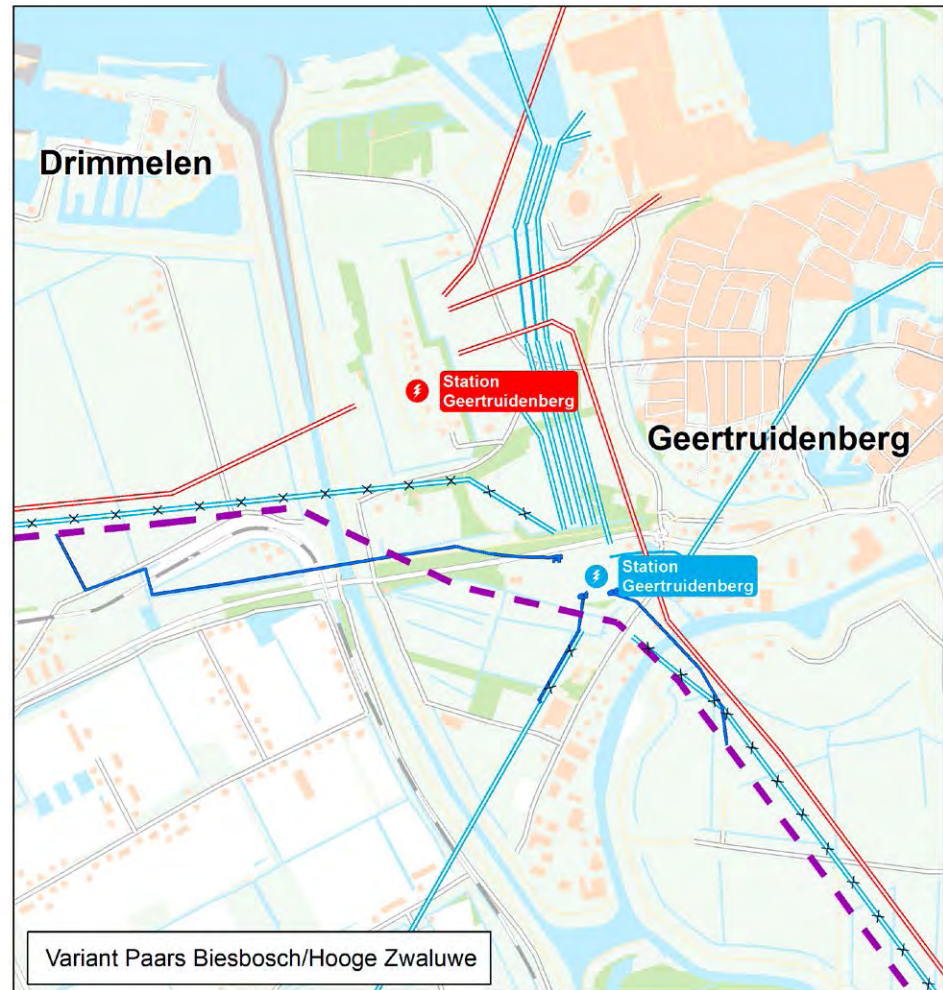 Drimmelen
Station
Geertruidenberg
Geertruidenberg
Station
Geertruidenberg
Variant Paars Biesbosch/Hooge Zwaluwe